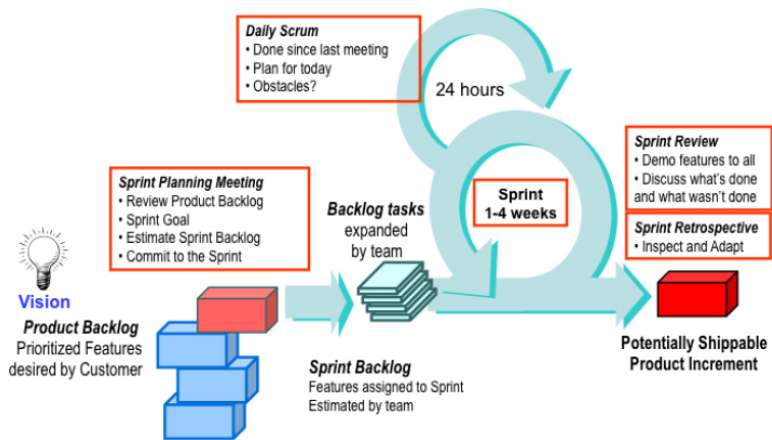 Daily Scrum
• Done since last meeting
• Plan for today
• Obstacles?
24 hours
Sprint Planning Meeting
• Review Product Backlog
• Sprint Goal
• Estimate Sprint Backlog
• Commit to the Sprint
Backlog tasks
expanded
by team
Sprint
1-4 weeks
Sprint Review
• Demo features to all
• Discuss what's done
and what wasn't done
Sprint Retrospective
• Inspect and Adapt
Vision
Product Backlog
Prioritized Features
desired by Customer
Sprint Backlog
Features assigned to Sprint
Estimated by team
Potentially Shippable
Product Increment